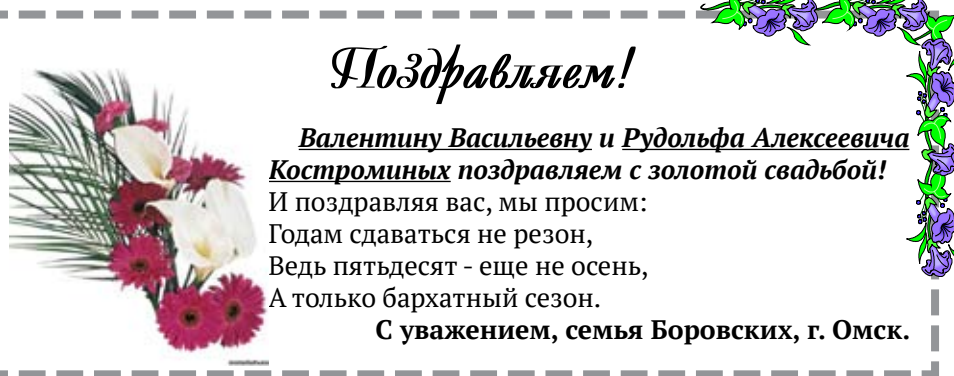 Поздравляем!
Валентину Васильевну и Рудольфа Алексеевича
Костроминых поздравляем с золотой свадьбой!
И поздравляя вас, мы просим:
Годам сдаваться не резон,
Ведь пятьдесят - еще не осень,
А только бархатный сезон.
С уважением, семья Боровских, г. Омск.